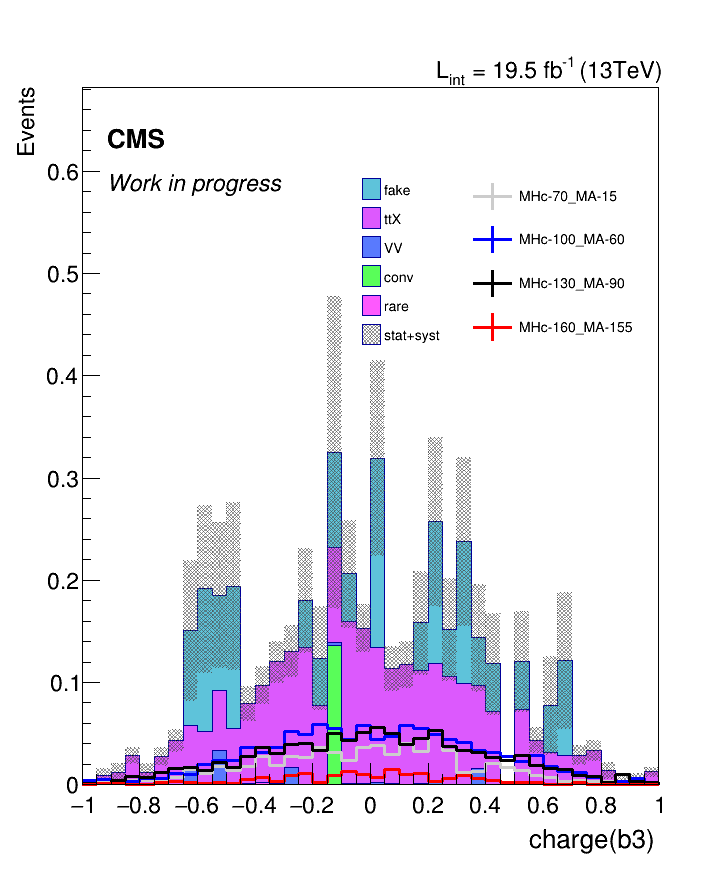 L_int = 19.5 fb^-1 (13TeV)
Events
CMS
Work in progress
fake
ttX
VV
conv
rare
stat+syst
MHc-70_MA-15
MHc-100_MA-60
MHc-130_MA-90
MHc-160_MA-155
0.6
0.5
0.4
0.3
0.2
0.1
0
−1 −0.8 −0.6 −0.4 −0.2 0 0.2 0.4 0.6 0.8 1
charge(b3)